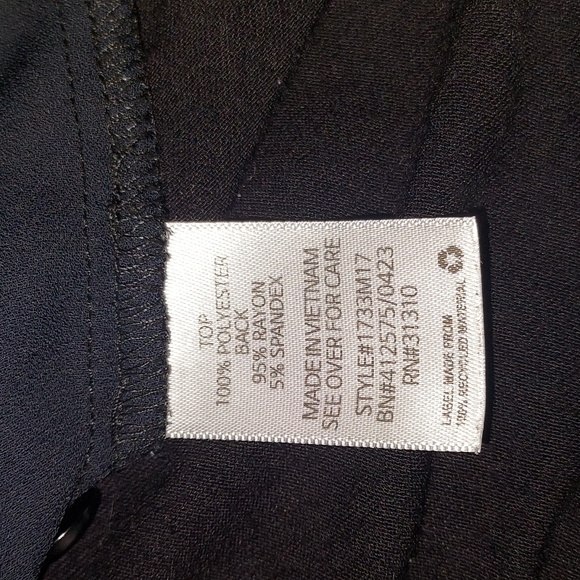 TOP
100% POLYESTER
BACK
95% RAYON
5% SPANDEX
MADE IN VIETNAM
SEE OVER FOR CARE
STYLE#1733M17
BN#412575/0423
RN#31310
LABEL MADE FROM
100% RECYCLED MATERIAL